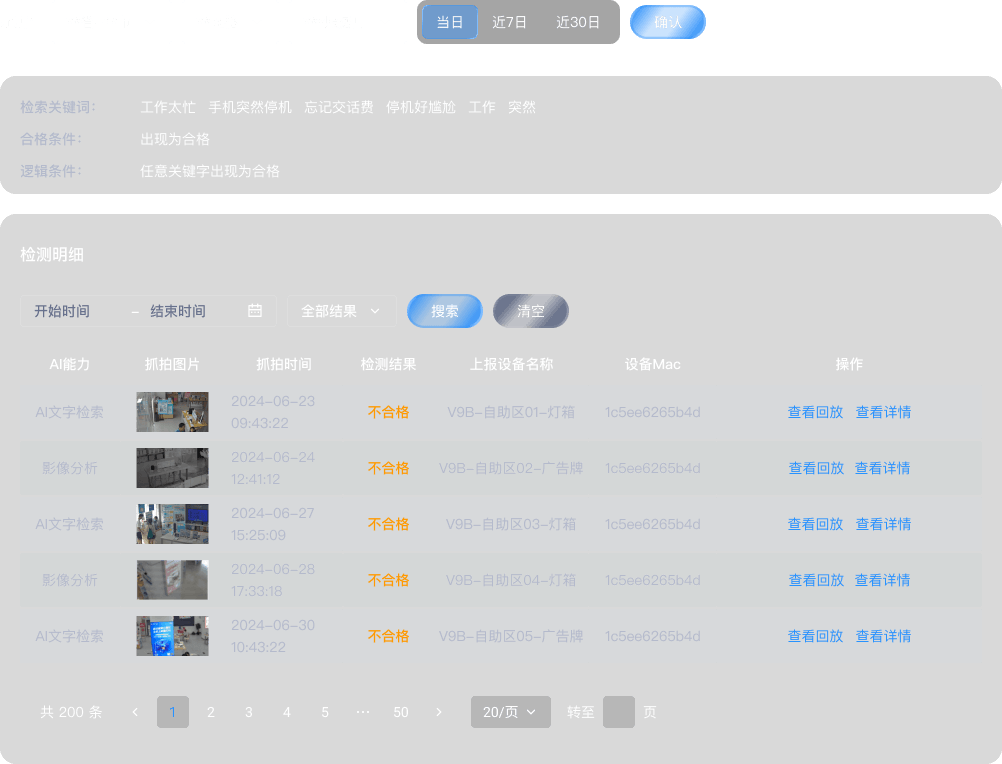 当日 近7日 近30日 确认
检索关键词： 工作太忙 手机突然停机 忘记交话费 停机好尴尬 工作 突然
合格条件： 出现为合格
逻辑条件： 任意关键字出现为合格
检测明细
开始时间 – 结束时间 全部结果 搜索 清空
AI能力 抓拍图片 抓拍时间 检测结果 上报设备名称 设备Mac 操作
AI文字检索 2024-06-23 09:43:22 不合格 V9B-自助区01-灯箱 1c5ee6265b4d 查看回放 查看详情
影像分析 2024-06-24 12:41:12 不合格 V9B-自助区02-广告牌 1c5ee6265b4d 查看回放 查看详情
AI文字检索 2024-06-27 15:25:09 不合格 V9B-自助区03-灯箱 1c5ee6265b4d 查看回放 查看详情
影像分析 2024-06-28 17:33:18 不合格 V9B-自助区04-灯箱 1c5ee6265b4d 查看回放 查看详情
AI文字检索 2024-06-30 10:43:22 不合格 V9B-自助区05-广告牌 1c5ee6265b4d 查看回放 查看详情
共 200 条 < 1 2 3 4 5 ··· 50 > 20/页 转至 页